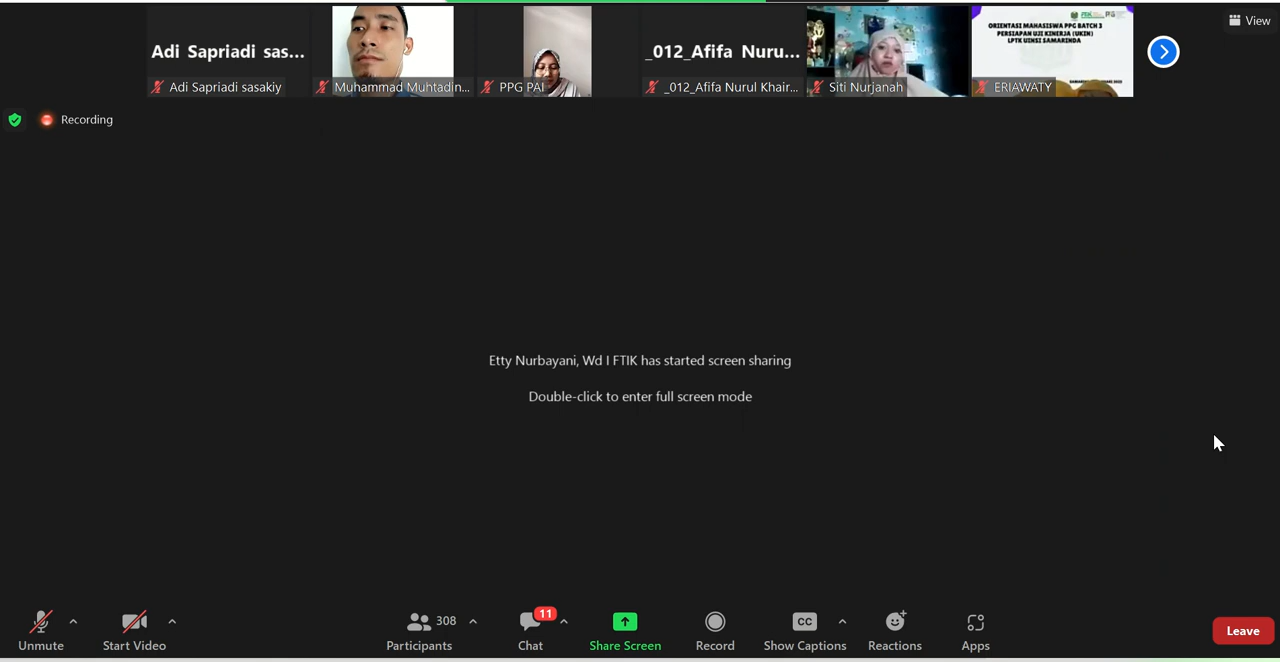 Adi Sapriadi sas...
_012_Afifa Nuru...
ORIENTASI MAHASISWA PPG BATCH 3
PERSIAPAN UJI KINERJA (UKIN)
LPTK UINSI SAMARINDA
View
Adi Sapriadi sasakiy
Muhammad Muhtadin...
PPG PAI
_012_Afifa Nurul Khair...
Siti Nurjanah
ERIAWATY
Recording
Etty Nurbayani, Wd I FTIK has started screen sharing
Double-click to enter full screen mode
308
11
CC
Unmute
Start Video
Participants
Chat
Share Screen
Record
Show Captions
Reactions
Apps
Leave